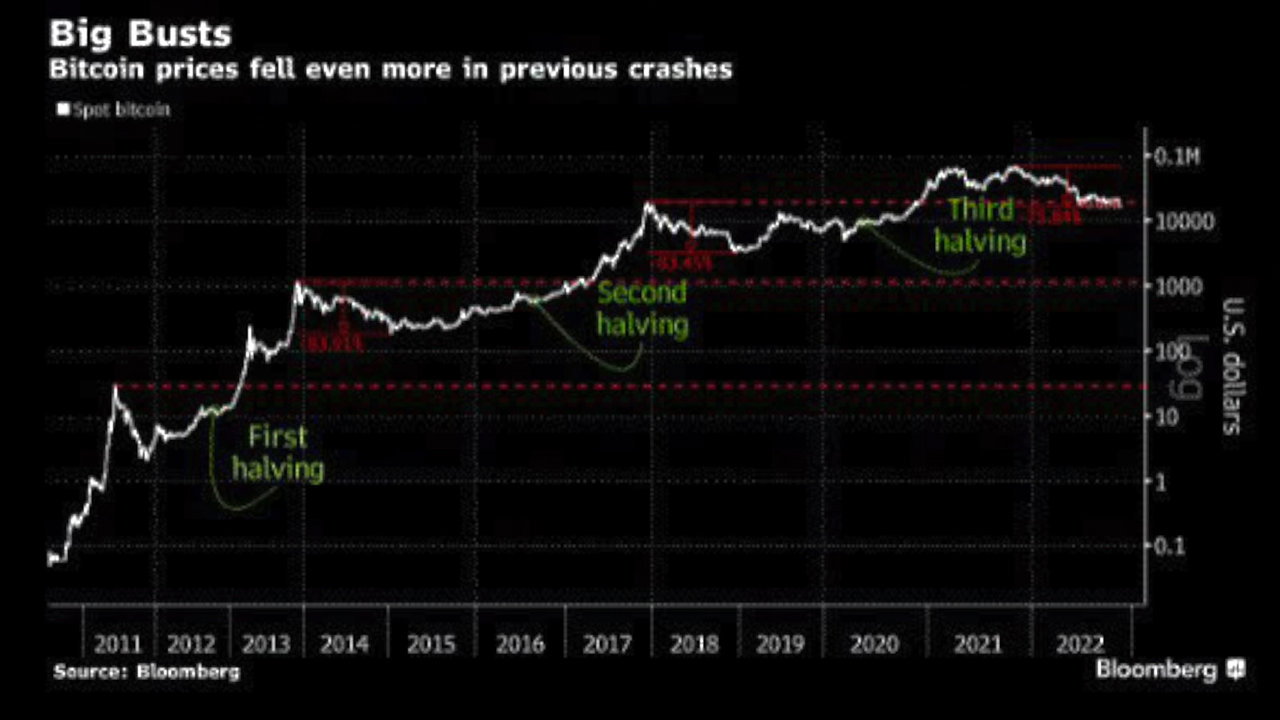 Big Busts
Bitcoin prices fell even more in previous crashes
Spot bitcoin
0.1M
10000
1000
100
10
1
0.1
U.S. dollars
Log
First
halving
Second
halving
Third
halving
2011 2012 2013 2014 2015 2016 2017 2018 2019 2020 2021 2022
Source: Bloomberg
Bloomberg